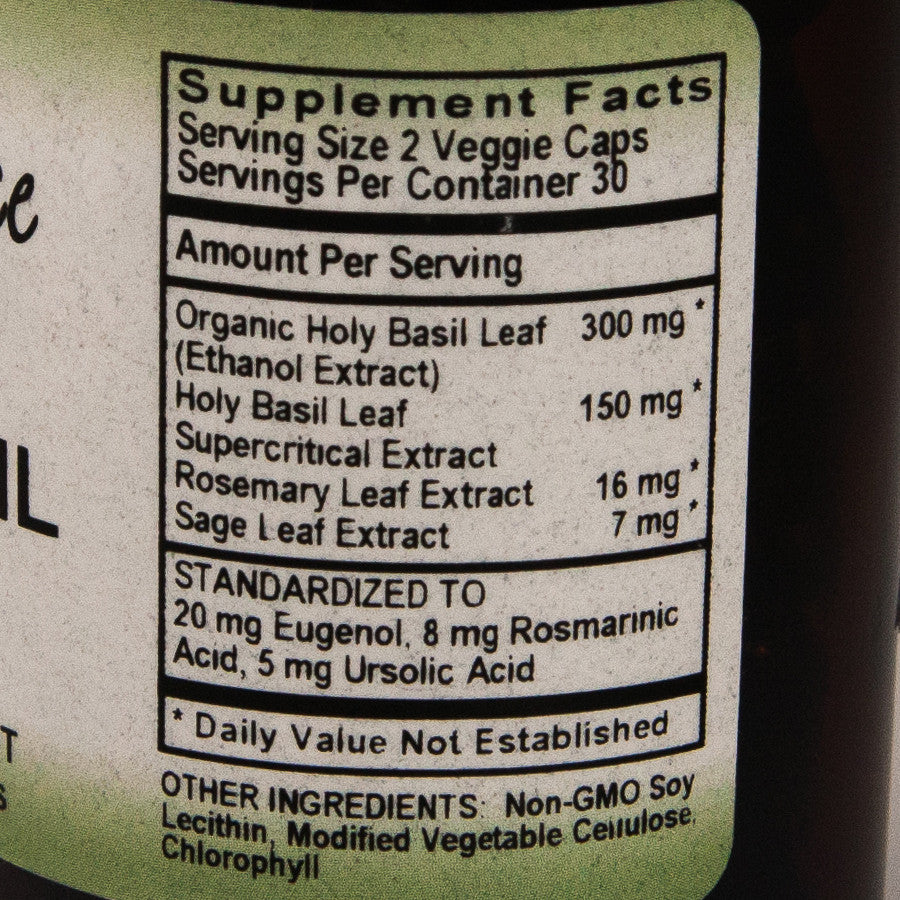 Supplement Facts
Serving Size 2 Veggie Caps
Servings Per Container 30
Amount Per Serving
Organic Holy Basil Leaf 300 mg *
(Ethanol Extract)
Holy Basil Leaf 150 mg *
Supercritical Extract
Rosemary Leaf Extract 16 mg *
Sage Leaf Extract 7 mg *
STANDARDIZED TO
20 mg Eugenol, 8 mg Rosmarinic
Acid, 5 mg Ursolic Acid
* Daily Value Not Established
OTHER INGREDIENTS: Non-GMO Soy
Lecithin, Modified Vegetable Cellulose,
Chlorophyll